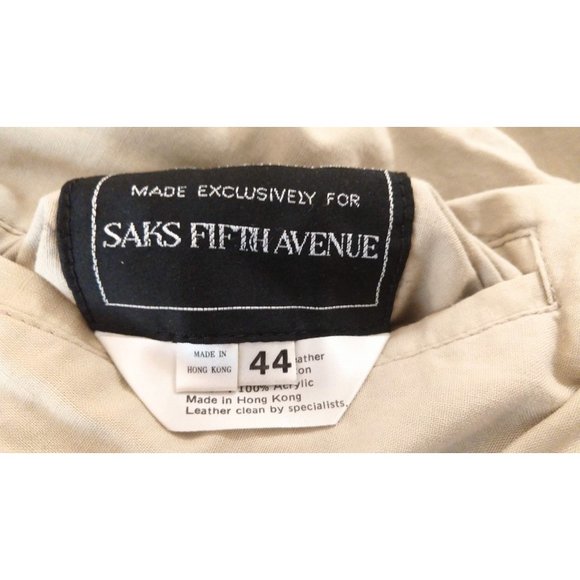 MADE EXCLUSIVELY FOR
SAKS FIFTH AVENUE
MADE IN
HONG KONG
44
100% Acrylic
Made in Hong Kong
Leather clean by specialists.